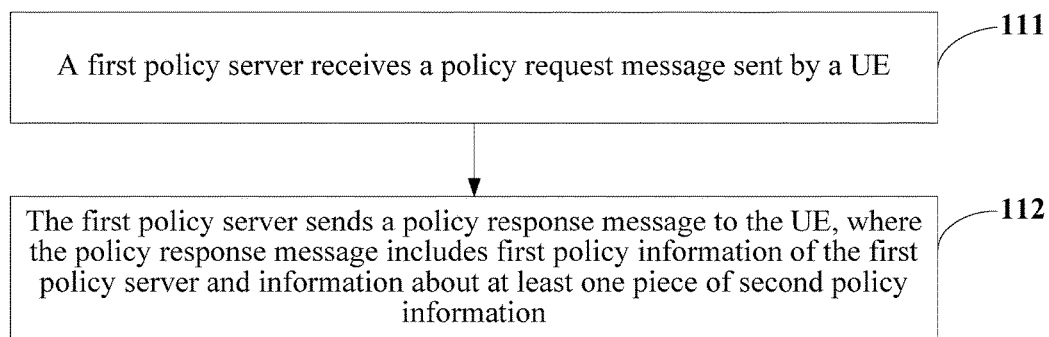 111
A first policy server receives a policy request message sent by a UE
112
The first policy server sends a policy response message to the UE, where
the policy response message includes first policy information of the first
policy server and information about at least one piece of second policy
information